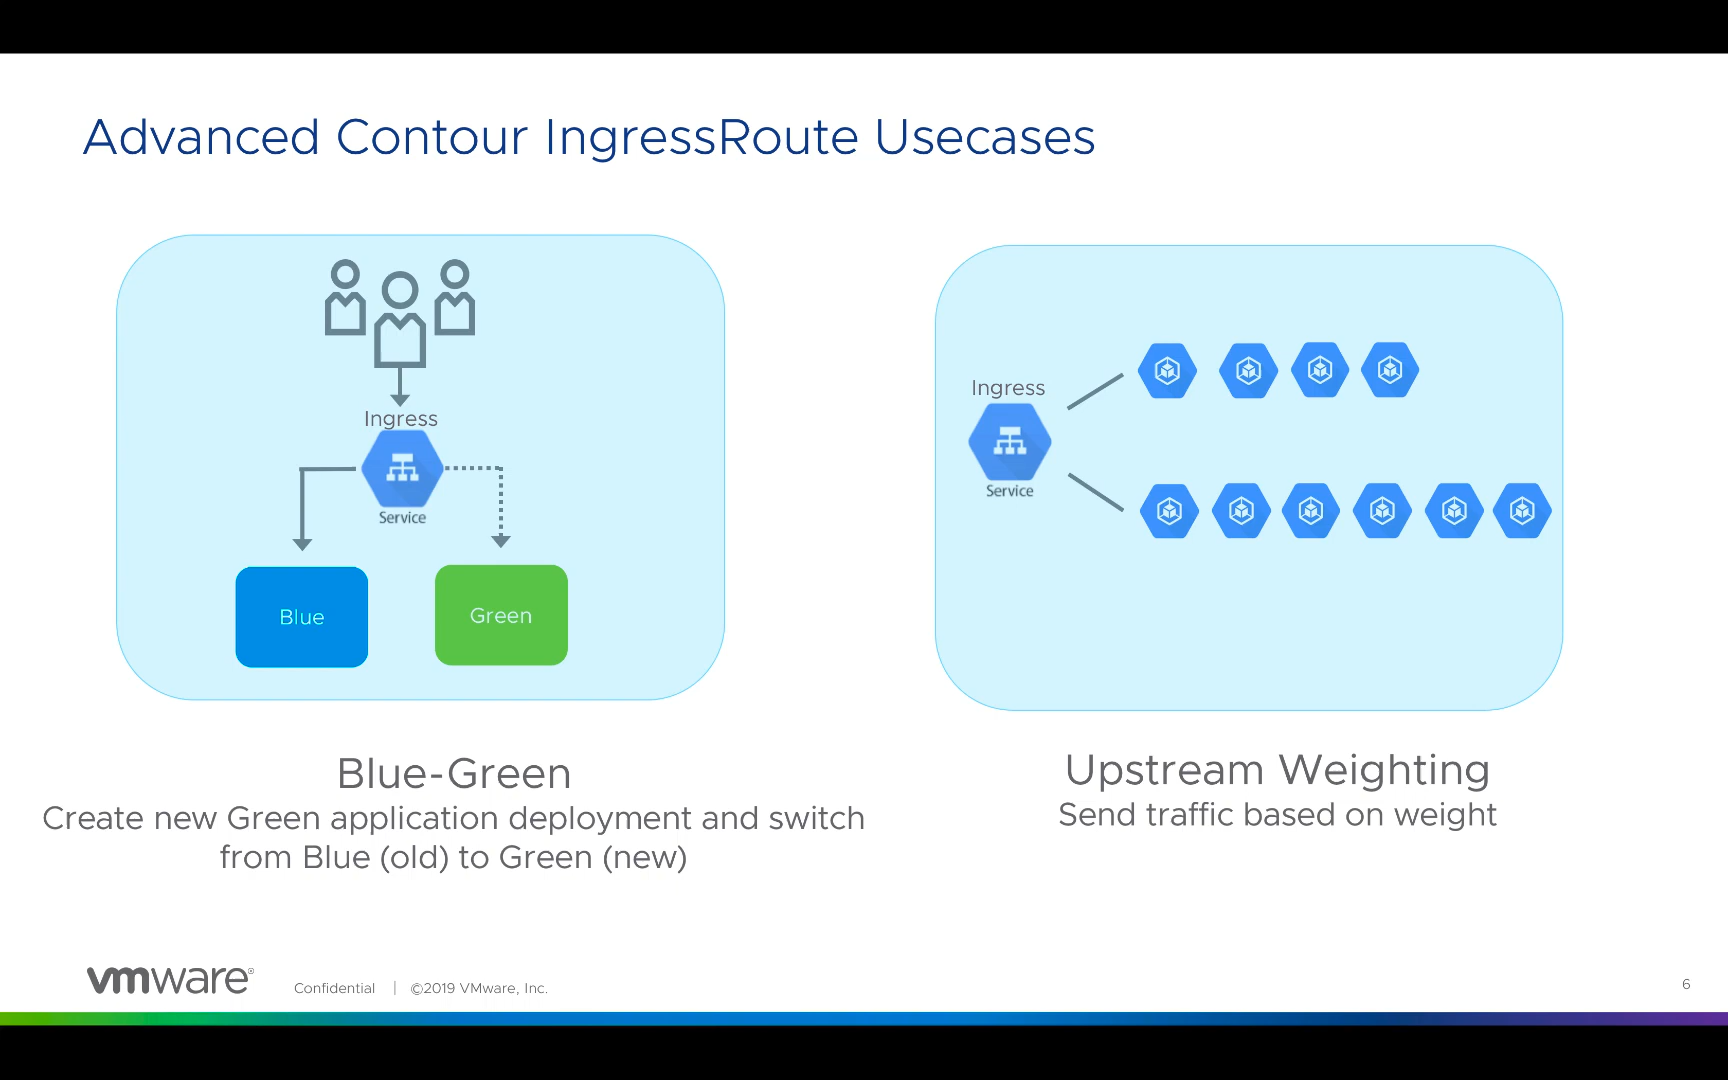 Advanced Contour IngressRoute Usecases
Ingress
Service
Blue
Green
Blue-Green
Create new Green application deployment and switch
from Blue (old) to Green (new)
Ingress
Service
Upstream Weighting
Send traffic based on weight
vmware®
Confidential | ©2019 VMware, Inc.
6